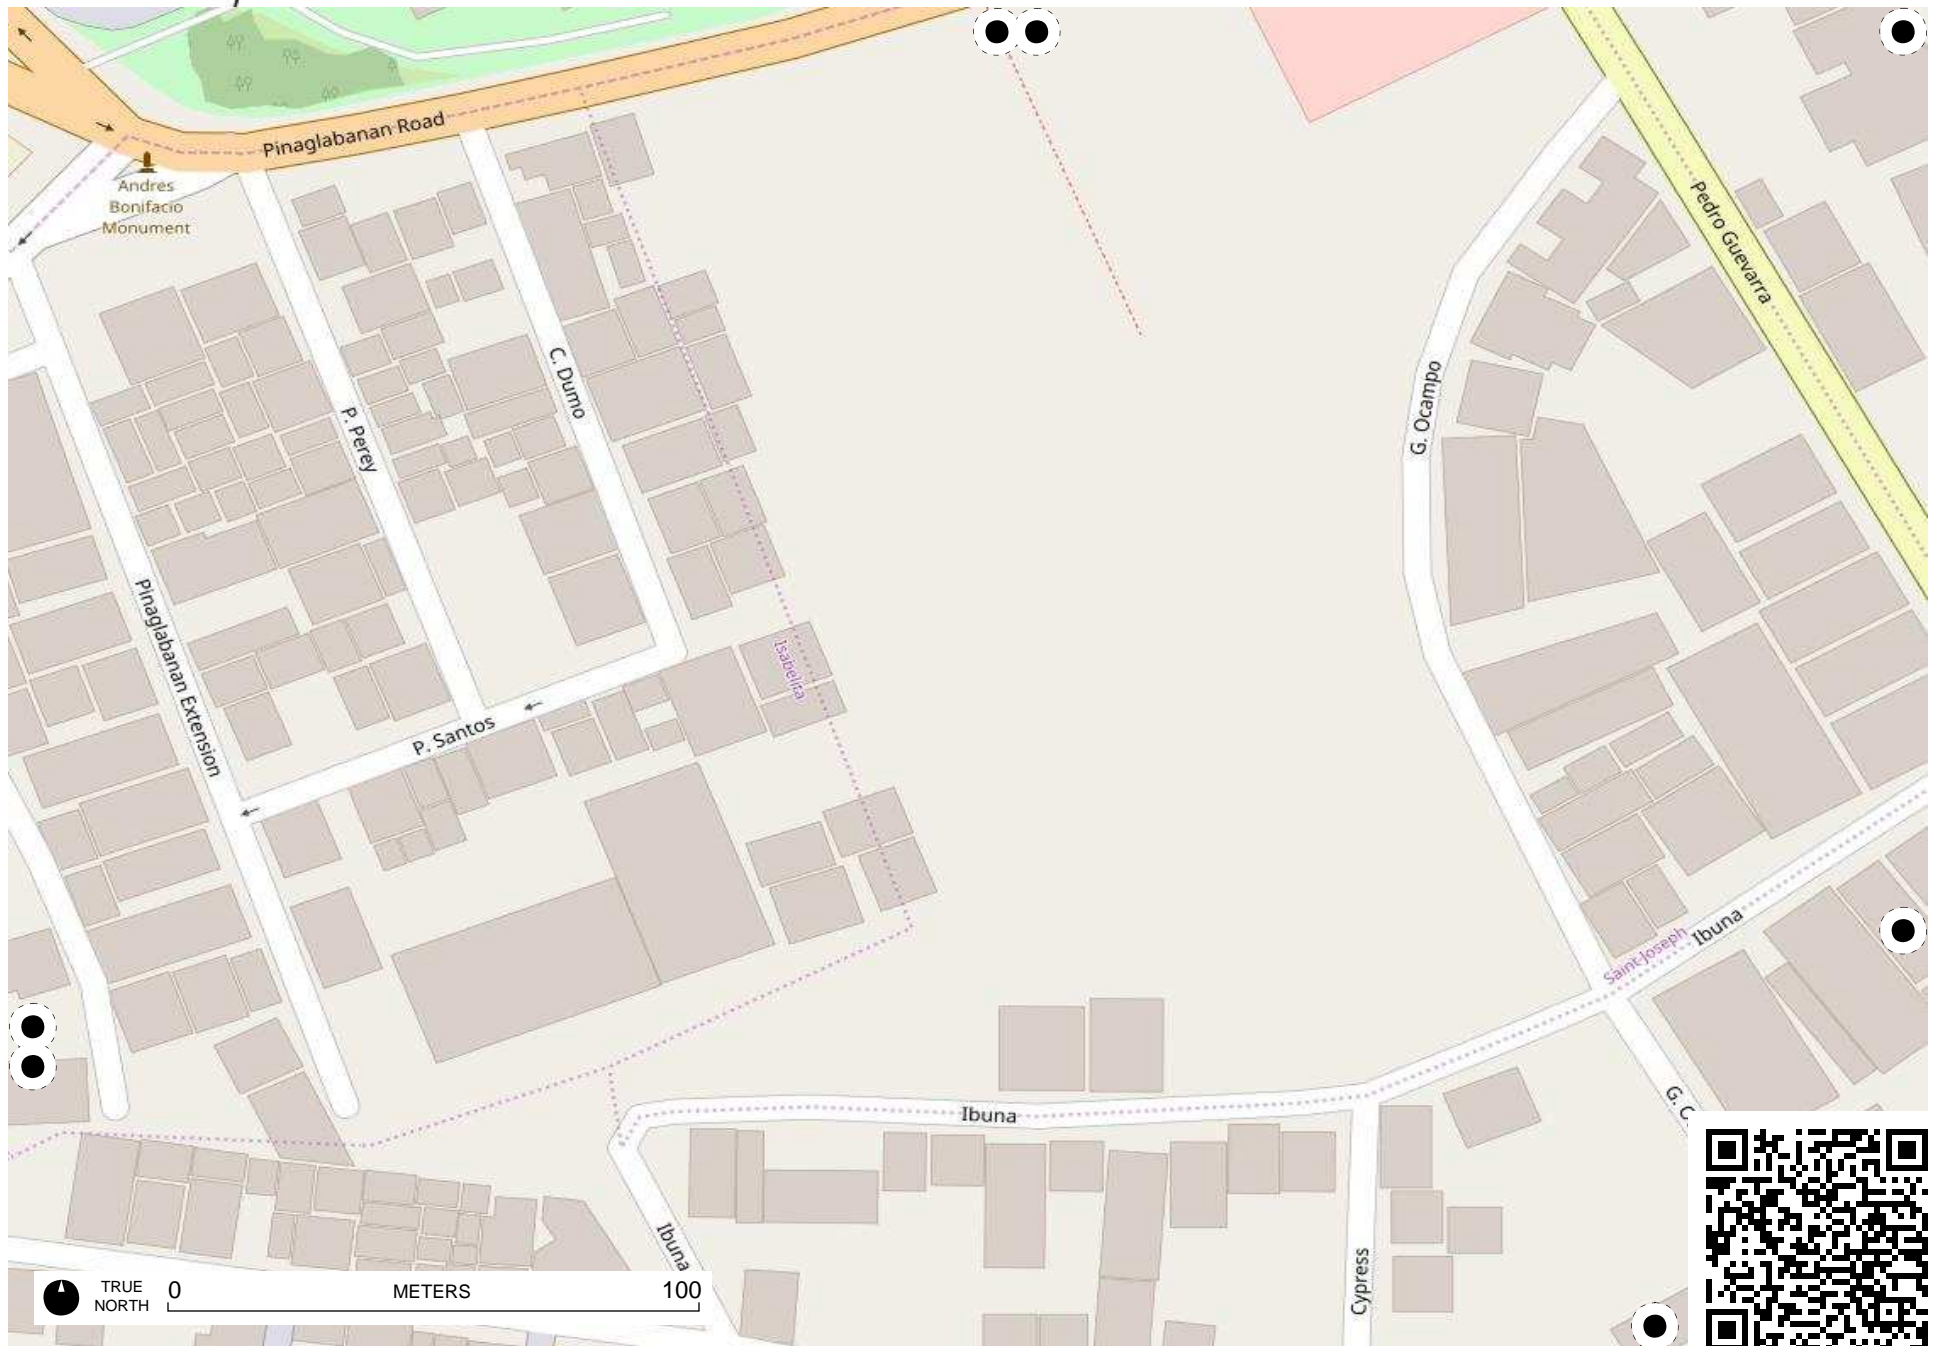 Pinaglabanan Road
Andres
Bonifacio
Monument
Pedro Guevarra
C. Dumo
G. Ocampo
P. Perey
Pinaglabanan Extension
Isabelita
P. Santos
Ibuna
Saint Joseph
Ibuna
G.
Ibuna
Cypress
TRUE
NORTH
0 METERS 100